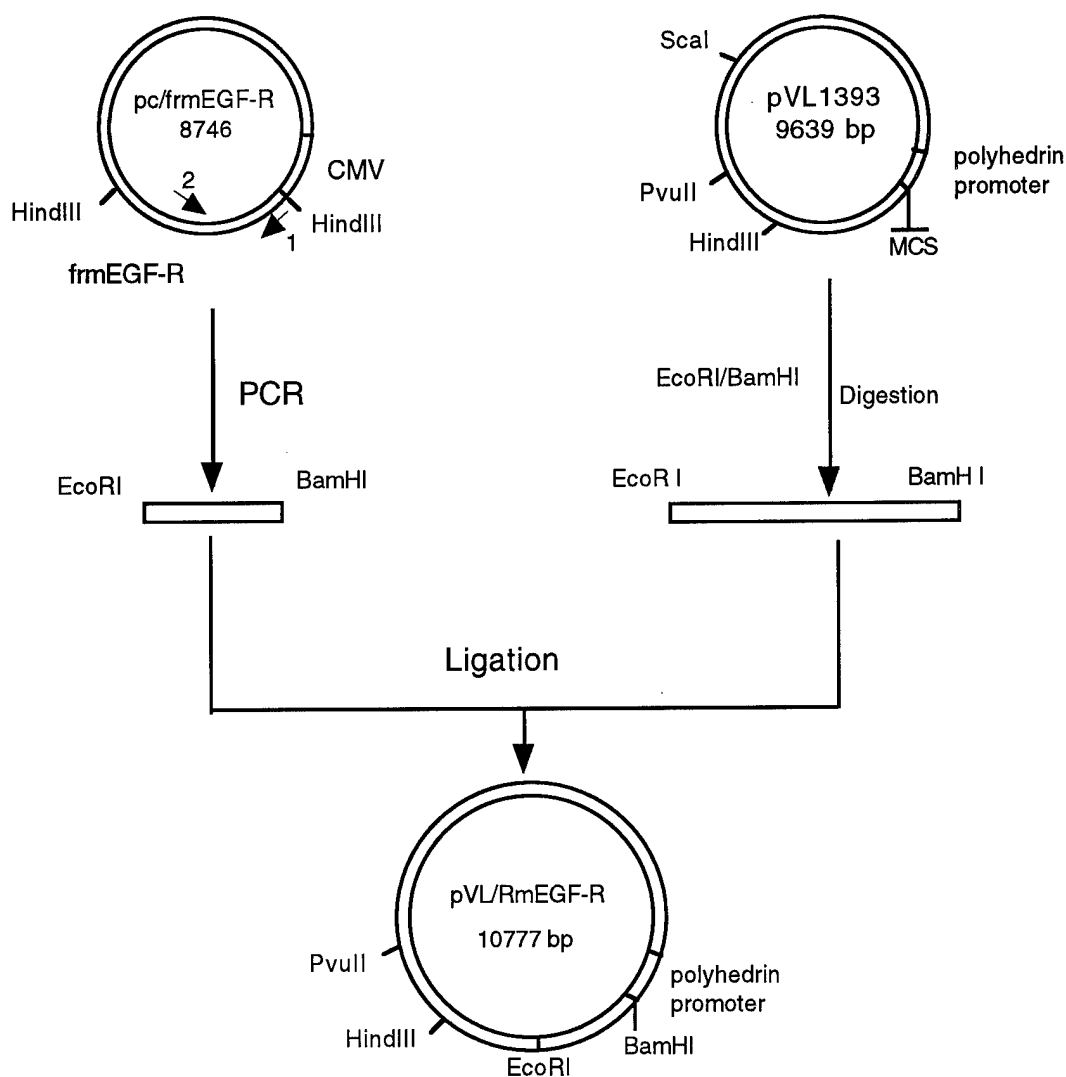 pc/frmEGF-R
8746
CMV
2
HindIII
HindIII
1
frmEGF-R
ScaI
pVL1393
9639 bp
polyhedrin
promoter
PvuII
HindIII
MCS
PCR
EcoRI/BamHI
Digestion
EcoRI
BamHI
EcoR I
BamH I
Ligation
pVL/RmEGF-R
10777 bp
PvuII
polyhedrin
promoter
HindIII
BamHI
EcoRI